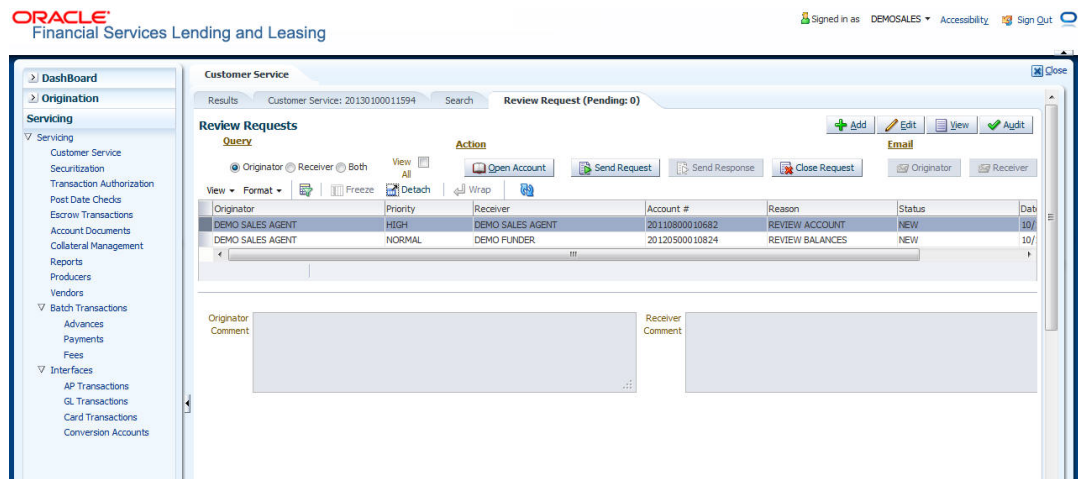 ORACLE
Financial Services Lending and Leasing
Signed in as DEMOSALES Accessibility Sign Out
Close
DashBoard
Origination
Servicing
Servicing
Customer Service
Securitization
Transaction Authorization
Post Date Checks
Escrow Transactions
Account Documents
Collateral Management
Reports
Producers
Vendors
Batch Transactions
Advances
Payments
Fees
Interfaces
AP Transactions
GL Transactions
Card Transactions
Conversion Accounts
Customer Service
Results Customer Service: 20130100011594 Search Review Request (Pending: 0)
Review Requests Add Edit View Audit
Query Action Email
Originator Receiver Both View All Open Account Send Request Send Response Close Request Originator Receiver
View Format Freeze Detach Wrap
Originator Priority Receiver Account # Reason Status Date
DEMO SALES AGENT HIGH DEMO SALES AGENT 20110800010682 REVIEW ACCOUNT NEW 10/
DEMO SALES AGENT NORMAL DEMO FUNDER 20120500010824 REVIEW BALANCES NEW 10/
Originator Comment
Receiver Comment